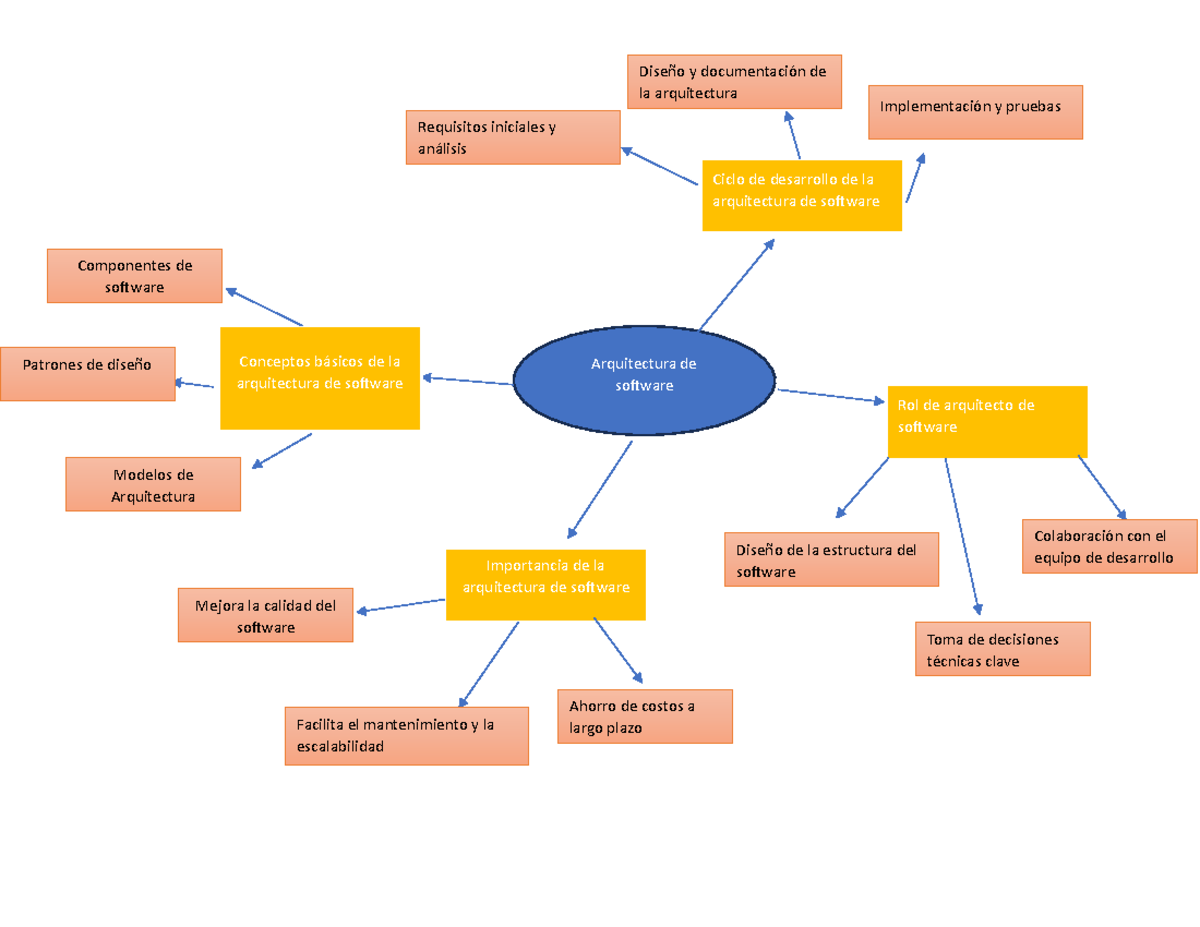 Diseño y documentación de
la arquitectura
Implementación y pruebas
Requisitos iniciales y
análisis
Ciclo de desarrollo de la
arquitectura de software
Componentes de
software
Patrones de diseño
Conceptos básicos de la
arquitectura de software
Arquitectura de
software
Rol de arquitecto de
software
Modelos de
Arquitectura
Diseño de la estructura del
software
Colaboración con el
equipo de desarrollo
Importancia de la
arquitectura de software
Mejora la calidad del
software
Toma de decisiones
técnicas clave
Facilita el mantenimiento y la
escalabilidad
Ahorro de costos a
largo plazo